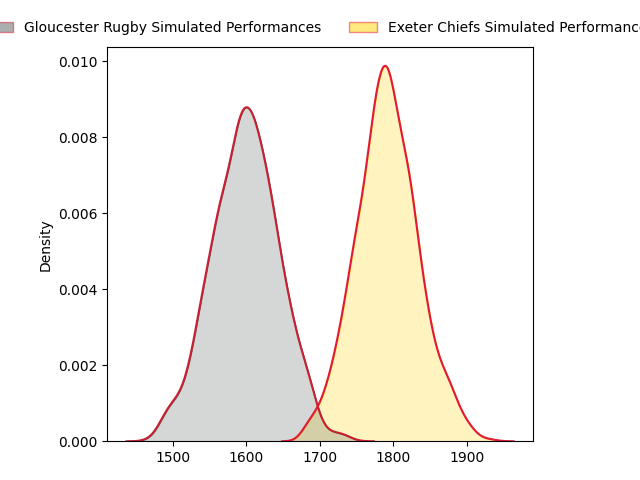 Gloucester Rugby Simulated Performances
Exeter Chiefs Simulated Performanc
0.010
0.008
0.006
0.004
0.002
0.000
Density
1500 1600 1700 1800 1900